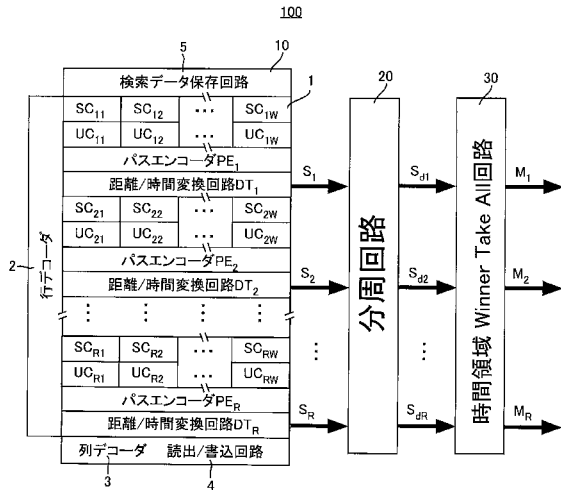 100
5
10
20
30
1
検索データ保存回路
SC11 SC12 ··· SC1W
UC11 UC12 ··· UC1W
パスエンコーダPE1
距離/時間変換回路DT1
S1
Sd1
M1
SC21 SC22 ··· SC2W
UC21 UC22 ··· UC2W
パスエンコーダPE2
距離/時間変換回路DT2
S2
Sd2
M2
2
行デコーダ
分周回路
時間領域 Winner Take All回路
SCR1 SCR2 ··· SCRW
UCR1 UCR2 ··· UCRW
パスエンコーダPER
距離/時間変換回路DTR
SR
SdR
MR
列デコーダ 読出/書込回路
3
4